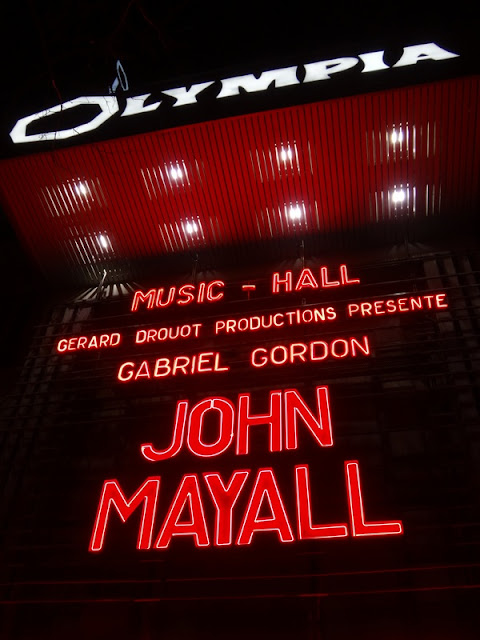 OLYMPIA
MUSIC - HALL
GERARD DROUOT PRODUCTIONS PRESENTE
GABRIEL GORDON
JOHN
MAYALL